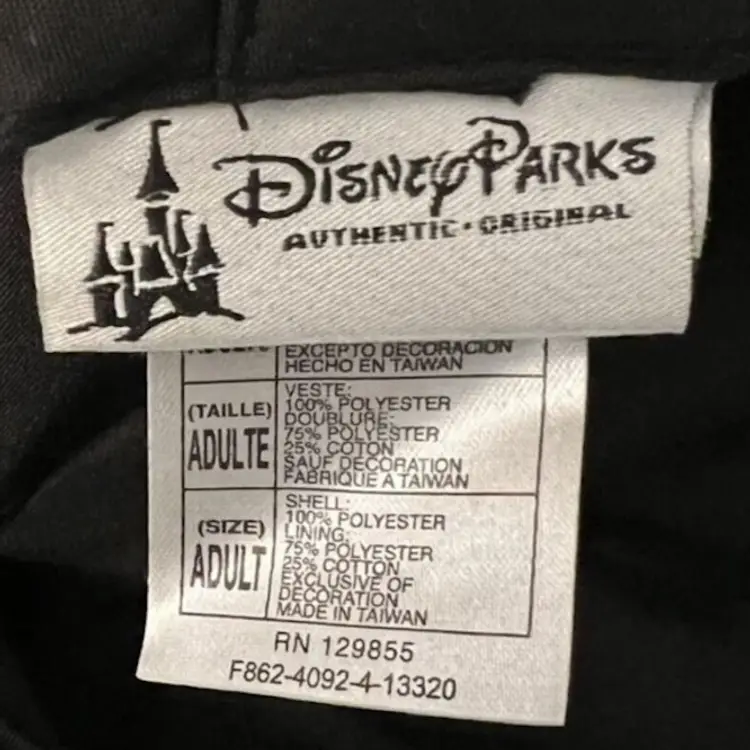 DISNEY PARKS
AUTHENTIC • ORIGINAL
EXCEPTO DECORACION
HECHO EN TAIWAN
(TAILLE)
ADULTE
VESTE:
100% POLYESTER
DOUBLURE:
75% POLYESTER
25% COTON
SAUF DECORATION
FABRIQUE A TAIWAN
(SIZE)
ADULT
SHELL:
100% POLYESTER
LINING:
75% POLYESTER
25% COTTON
EXCLUSIVE OF
DECORATION
MADE IN TAIWAN
RN 129855
F862-4092-4-13320